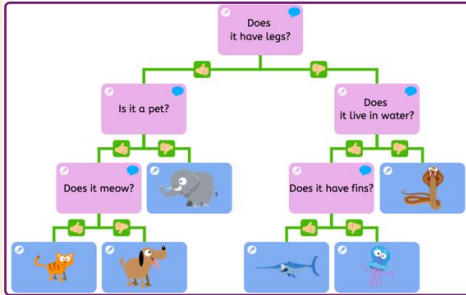 Does
it have legs?
Is it a pet?
Does
it live in water?
Does it meow?
Does it have fins?